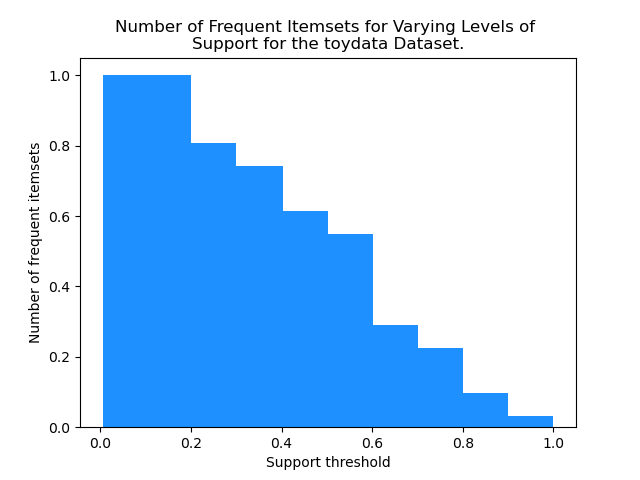 Number of Frequent Itemsets for Varying Levels of
Support for the toydata Dataset.
1.0
0.8
0.6
0.4
0.2
0.0
Number of frequent itemsets
0.0 0.2 0.4 0.6 0.8 1.0
Support threshold